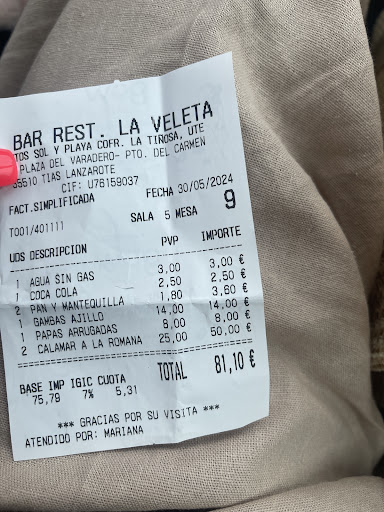 BAR REST. LA VELETA
TOS SOL Y PLAYA COFR. LA TIÑOSA, UTE
PLAZA DEL VARADERO- PTO. DEL CARMEN
35510 TIAS LANZAROTE
CIF: U76159037
FACT.SIMPLIFICADA FECHA 30/05/2024
T001/401111 SALA 5 MESA 9
UDS DESCRIPCION PVP IMPORTE
1 AGUA SIN GAS 3,00 3,00 €
1 COCA COLA 2,50 2,50 €
2 PAN Y MANTEQUILLA 1,80 3,60 €
1 GAMBAS AJILLO 14,00 14,00 €
1 PAPAS ARRUGADAS 8,00 8,00 €
2 CALAMAR A LA ROMANA 25,00 50,00 €
BASE IMP IGIC CUOTA TOTAL 81,10 €
75,79 7% 5,31
*** GRACIAS POR SU VISITA ***
ATENDIDO POR: MARIANA